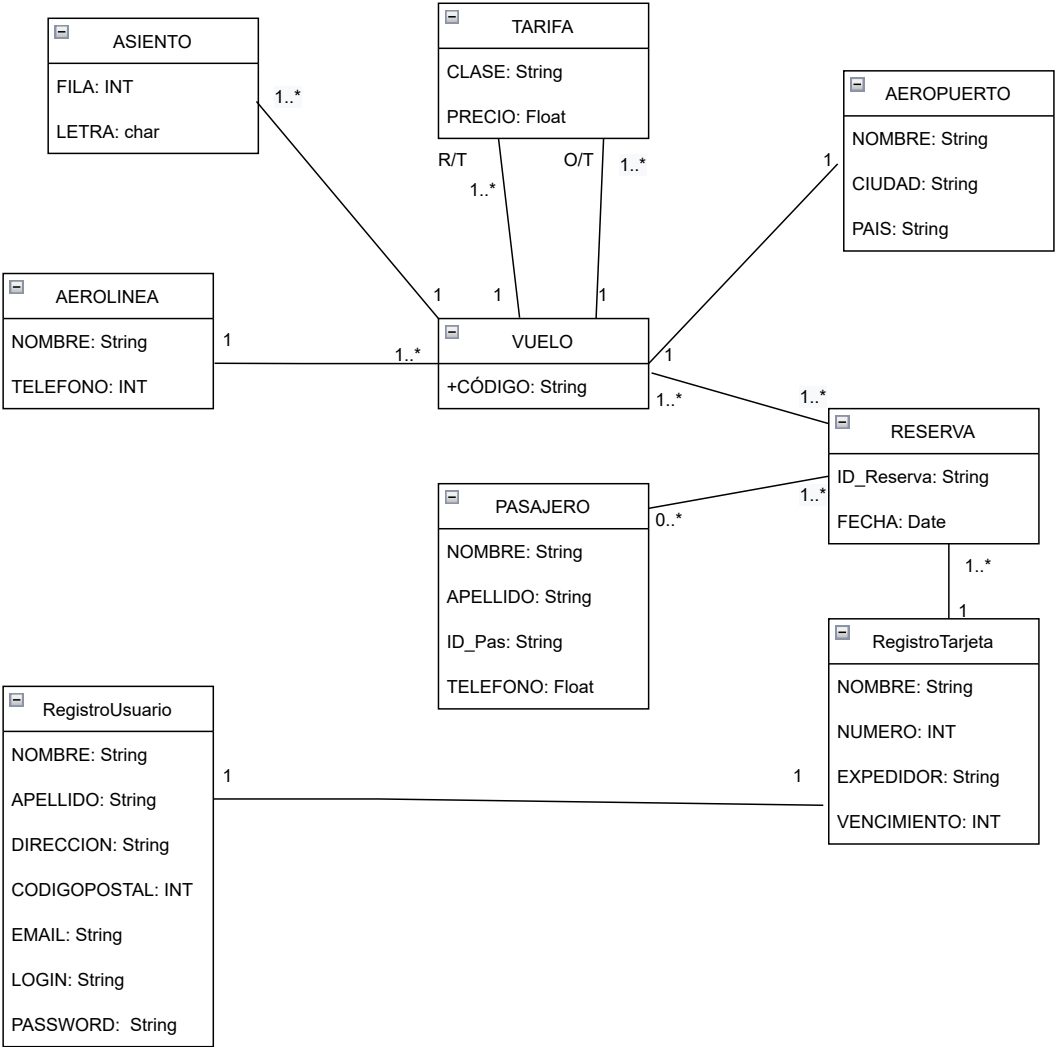 ASIENTO
FILA: INT
LETRA: char
1..*
TARIFA
CLASE: String
PRECIO: Float
R/T
O/T
1..*
1..*
AEROPUERTO
NOMBRE: String
CIUDAD: String
PAIS: String
1
AEROLINEA
NOMBRE: String
TELEFONO: INT
1
1..*
1
1
1
VUELO
+CÓDIGO: String
1
1..*
1..*
RESERVA
ID_Reserva: String
FECHA: Date
1..*
0..*
PASAJERO
NOMBRE: String
APELLIDO: String
ID_Pas: String
TELEFONO: Float
1..*
1
RegistroTarjeta
NOMBRE: String
NUMERO: INT
EXPEDIDOR: String
VENCIMIENTO: INT
RegistroUsuario
NOMBRE: String
APELLIDO: String
DIRECCION: String
CODIGOPOSTAL: INT
EMAIL: String
LOGIN: String
PASSWORD:  String
1
1